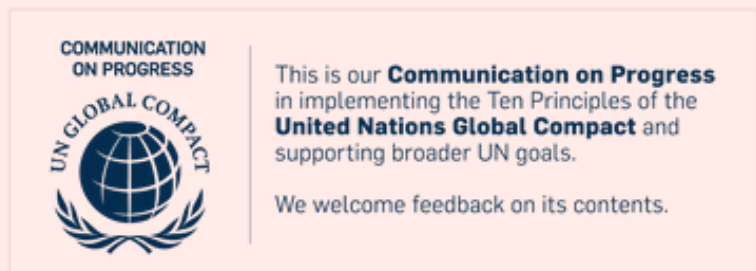 COMMUNICATION
ON PROGRESS
UN GLOBAL COMPACT
This is our Communication on Progress
in implementing the Ten Principles of the
United Nations Global Compact and
supporting broader UN goals.
We welcome feedback on its contents.